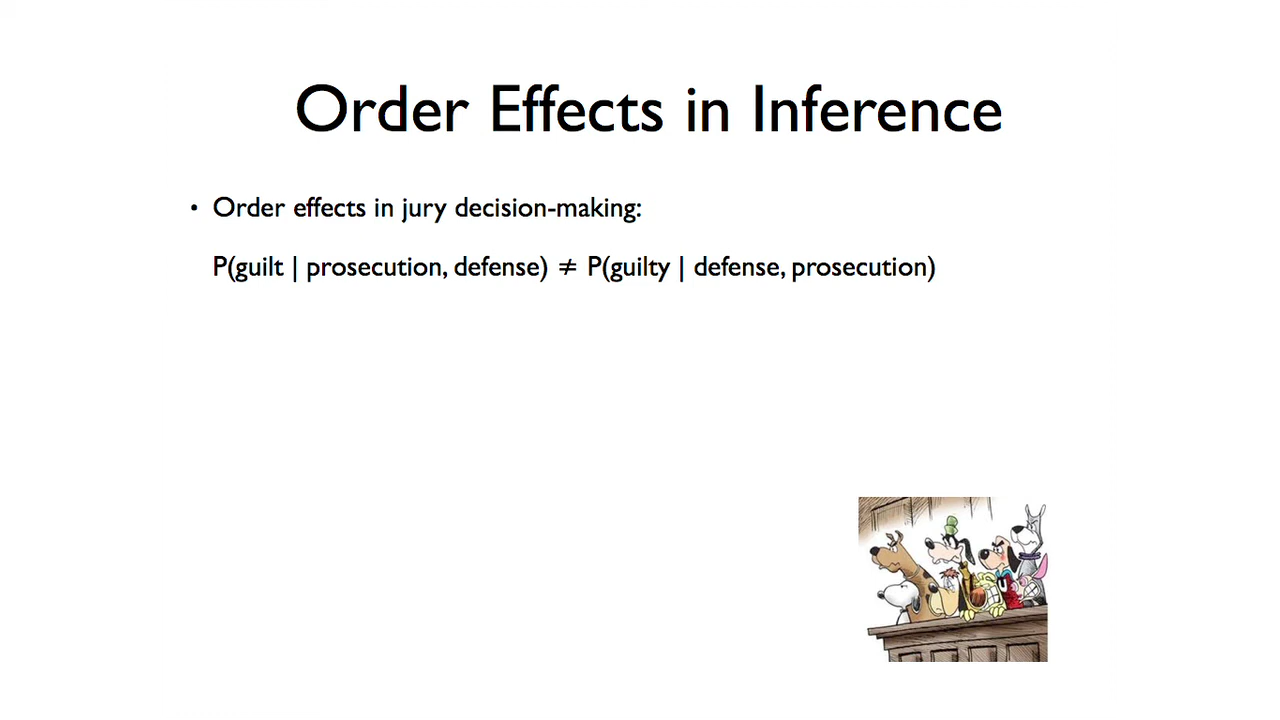 Order Effects in Inference
• Order effects in jury decision-making:
P(guilt | prosecution, defense) ≠ P(guilty | defense, prosecution)